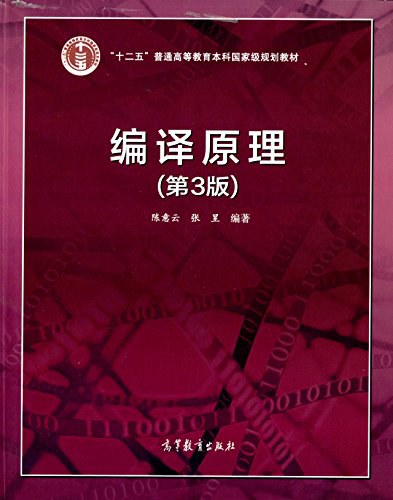 “十二五”普通高等教育本科国家级规划教材
编译原理
(第3版)
陈意云 张昱 编著
高等教育出版社